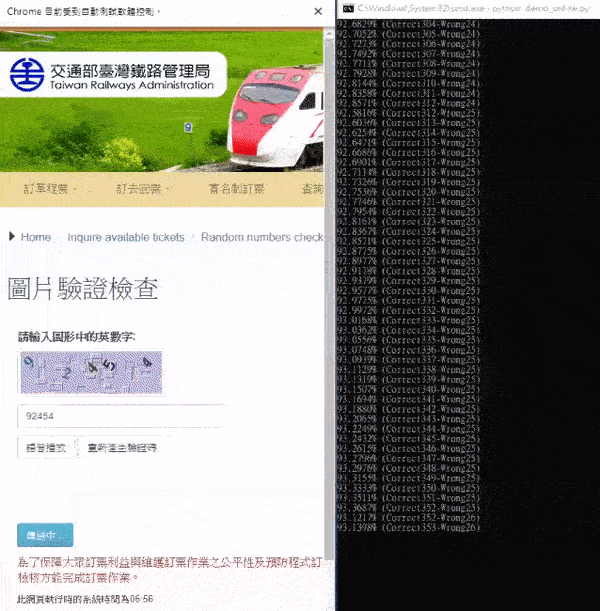 Chrome 目前受到自動測試軟體控制。
交通部臺灣鐵路管理局
Taiwan Railways Administration
訂單程票 訂去回票 實名制訂票 查詢
Home / Inquire available tickets / Random numbers check
圖片驗證檢查
請輸入圖形中的英數字:
92454
語音播放 重新產生驗證碼
傳送中...
為了保障大眾訂票利益與維護訂票作業之公平性及預防程式訂
檢核方能完成訂票作業。
此網頁執行時的系統時間為06:56
C:\Windows\System32\cmd.exe - python
92.6829% (Correct304-Wrong24)
92.7052% (Correct305-Wrong24)
92.7273% (Correct306-Wrong24)
92.7492% (Correct307-Wrong24)
92.7711% (Correct308-Wrong24)
92.7928% (Correct309-Wrong24)
92.8144% (Correct310-Wrong24)
92.8358% (Correct311-Wrong24)
92.8571% (Correct312-Wrong24)
92.5816% (Correct312-Wrong25)
92.6036% (Correct313-Wrong25)
92.6254% (Correct314-Wrong25)
92.6471% (Correct315-Wrong25)
92.6686% (Correct316-Wrong25)
92.6901% (Correct317-Wrong25)
92.7114% (Correct318-Wrong25)
92.7326% (Correct319-Wrong25)
92.7536% (Correct320-Wrong25)
92.7746% (Correct321-Wrong25)
92.7954% (Correct322-Wrong25)
92.8161% (Correct323-Wrong25)
92.8367% (Correct324-Wrong25)
92.8571% (Correct325-Wrong25)
92.8775% (Correct326-Wrong25)
92.8977% (Correct327-Wrong25)
92.9178% (Correct328-Wrong25)
92.9379% (Correct329-Wrong25)
92.9577% (Correct330-Wrong25)
92.9775% (Correct331-Wrong25)
92.9972% (Correct332-Wrong25)
93.0168% (Correct333-Wrong25)
93.0362% (Correct334-Wrong25)
93.0556% (Correct335-Wrong25)
93.0748% (Correct336-Wrong25)
93.0939% (Correct337-Wrong25)
93.1129% (Correct338-Wrong25)
93.1319% (Correct339-Wrong25)
93.1507% (Correct340-Wrong25)
93.1694% (Correct341-Wrong25)
93.1880% (Correct342-Wrong25)
93.2065% (Correct343-Wrong25)
93.2249% (Correct344-Wrong25)
93.2432% (Correct345-Wrong25)
93.2615% (Correct346-Wrong25)
93.2796% (Correct347-Wrong25)
93.2976% (Correct348-Wrong25)
93.3155% (Correct349-Wrong25)
93.3333% (Correct350-Wrong25)
93.3511% (Correct351-Wrong25)
93.3687% (Correct352-Wrong25)
93.1217% (Correct352-Wrong26)
93.1398% (Correct353-Wrong26)